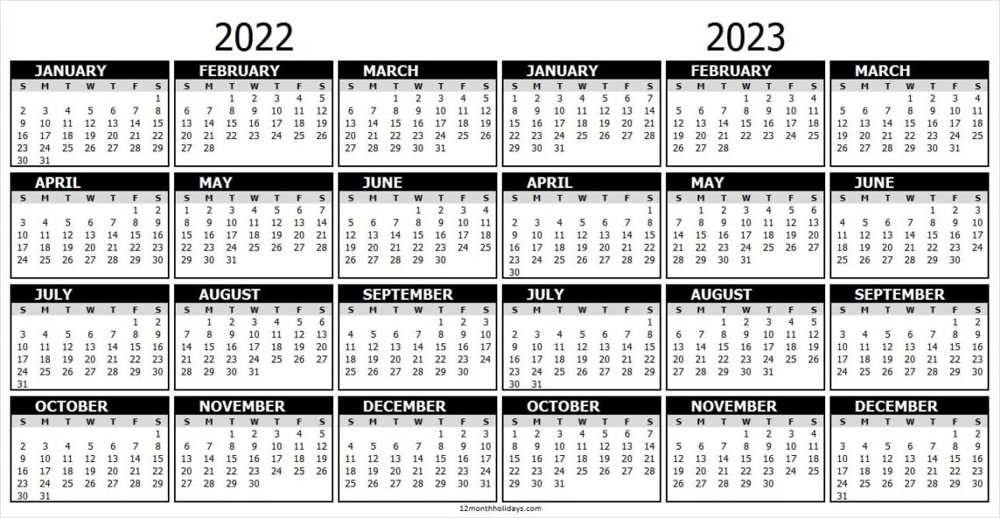 2022
JANUARY
S M T W T F S
1
2 3 4 5 6 7 8
9 10 11 12 13 14 15
16 17 18 19 20 21 22
23 24 25 26 27 28 29
30 31
FEBRUARY
S M T W T F S
1 2 3 4 5
6 7 8 9 10 11 12
13 14 15 16 17 18 19
20 21 22 23 24 25 26
27 28
MARCH
S M T W T F S
1 2 3 4 5
6 7 8 9 10 11 12
13 14 15 16 17 18 19
20 21 22 23 24 25 26
27 28 29 30 31
APRIL
S M T W T F S
1 2
3 4 5 6 7 8 9
10 11 12 13 14 15 16
17 18 19 20 21 22 23
24 25 26 27 28 29 30
MAY
S M T W T F S
1 2 3 4 5 6 7
8 9 10 11 12 13 14
15 16 17 18 19 20 21
22 23 24 25 26 27 28
29 30 31
JUNE
S M T W T F S
1 2 3 4
5 6 7 8 9 10 11
12 13 14 15 16 17 18
19 20 21 22 23 24 25
26 27 28 29 30
JULY
S M T W T F S
1 2
3 4 5 6 7 8 9
10 11 12 13 14 15 16
17 18 19 20 21 22 23
24 25 26 27 28 29 30
31
AUGUST
S M T W T F S
1 2 3 4 5 6
7 8 9 10 11 12 13
14 15 16 17 18 19 20
21 22 23 24 25 26 27
28 29 30 31
SEPTEMBER
S M T W T F S
1 2 3
4 5 6 7 8 9 10
11 12 13 14 15 16 17
18 19 20 21 22 23 24
25 26 27 28 29 30
OCTOBER
S M T W T F S
1
2 3 4 5 6 7 8
9 10 11 12 13 14 15
16 17 18 19 20 21 22
23 24 25 26 27 28 29
30 31
NOVEMBER
S M T W T F S
1 2 3 4 5
6 7 8 9 10 11 12
13 14 15 16 17 18 19
20 21 22 23 24 25 26
27 28 29 30
DECEMBER
S M T W T F S
1 2 3
4 5 6 7 8 9 10
11 12 13 14 15 16 17
18 19 20 21 22 23 24
25 26 27 28 29 30 31
2023
JANUARY
S M T W T F S
1 2 3 4 5 6 7
8 9 10 11 12 13 14
15 16 17 18 19 20 21
22 23 24 25 26 27 28
29 30 31
FEBRUARY
S M T W T F S
1 2 3 4
5 6 7 8 9 10 11
12 13 14 15 16 17 18
19 20 21 22 23 24 25
26 27 28
MARCH
S M T W T F S
1 2 3 4
5 6 7 8 9 10 11
12 13 14 15 16 17 18
19 20 21 22 23 24 25
26 27 28 29 30 31
APRIL
S M T W T F S
1
2 3 4 5 6 7 8
9 10 11 12 13 14 15
16 17 18 19 20 21 22
23 24 25 26 27 28 29
30
MAY
S M T W T F S
1 2 3 4 5 6
7 8 9 10 11 12 13
14 15 16 17 18 19 20
21 22 23 24 25 26 27
28 29 30 31
JUNE
S M T W T F S
1 2 3
4 5 6 7 8 9 10
11 12 13 14 15 16 17
18 19 20 21 22 23 24
25 26 27 28 29 30
JULY
S M T W T F S
1
2 3 4 5 6 7 8
9 10 11 12 13 14 15
16 17 18 19 20 21 22
23 24 25 26 27 28 29
30 31
AUGUST
S M T W T F S
1 2 3 4 5
6 7 8 9 10 11 12
13 14 15 16 17 18 19
20 21 22 23 24 25 26
27 28 29 30 31
SEPTEMBER
S M T W T F S
1 2
3 4 5 6 7 8 9
10 11 12 13 14 15 16
17 18 19 20 21 22 23
24 25 26 27 28 29 30
OCTOBER
S M T W T F S
1 2 3 4 5 6 7
8 9 10 11 12 13 14
15 16 17 18 19 20 21
22 23 24 25 26 27 28
29 30 31
NOVEMBER
S M T W T F S
1 2 3 4
5 6 7 8 9 10 11
12 13 14 15 16 17 18
19 20 21 22 23 24 25
26 27 28 29 30
DECEMBER
S M T W T F S
1 2
3 4 5 6 7 8 9
10 11 12 13 14 15 16
17 18 19 20 21 22 23
24 25 26 27 28 29 30
31
12monthholidays.com